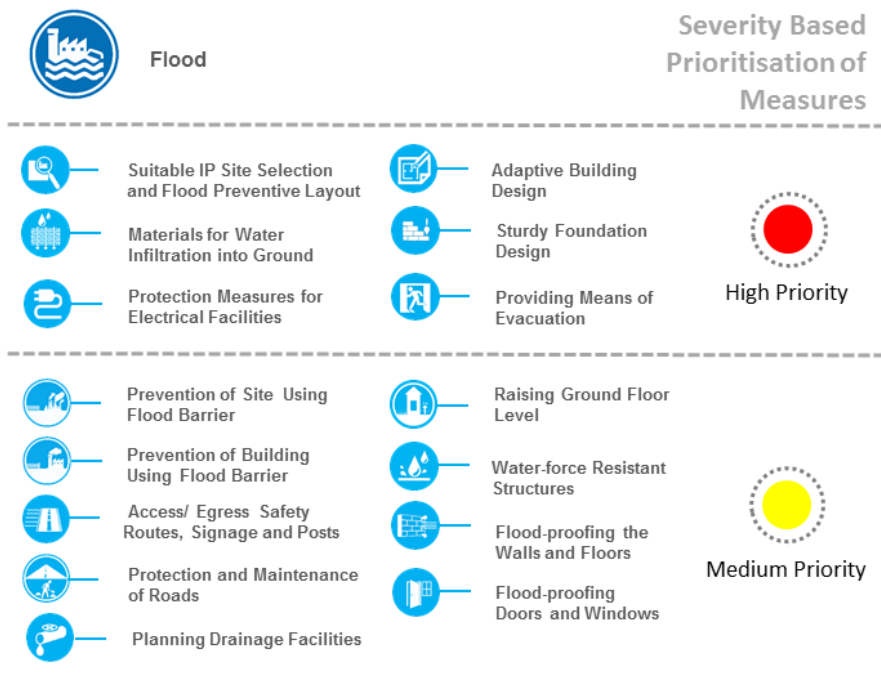 Flood
Severity Based
Prioritisation of
Measures
Suitable IP Site Selection
and Flood Preventive Layout
Materials for Water
Infiltration into Ground
Protection Measures for
Electrical Facilities
Adaptive Building
Design
Sturdy Foundation
Design
Providing Means of
Evacuation
High Priority
Prevention of Site Using
Flood Barrier
Prevention of Building
Using Flood Barrier
Access/ Egress Safety
Routes, Signage and Posts
Protection and Maintenance
of Roads
Planning Drainage Facilities
Raising Ground Floor
Level
Water-force Resistant
Structures
Flood-proofing the
Walls and Floors
Flood-proofing
Doors and Windows
Medium Priority